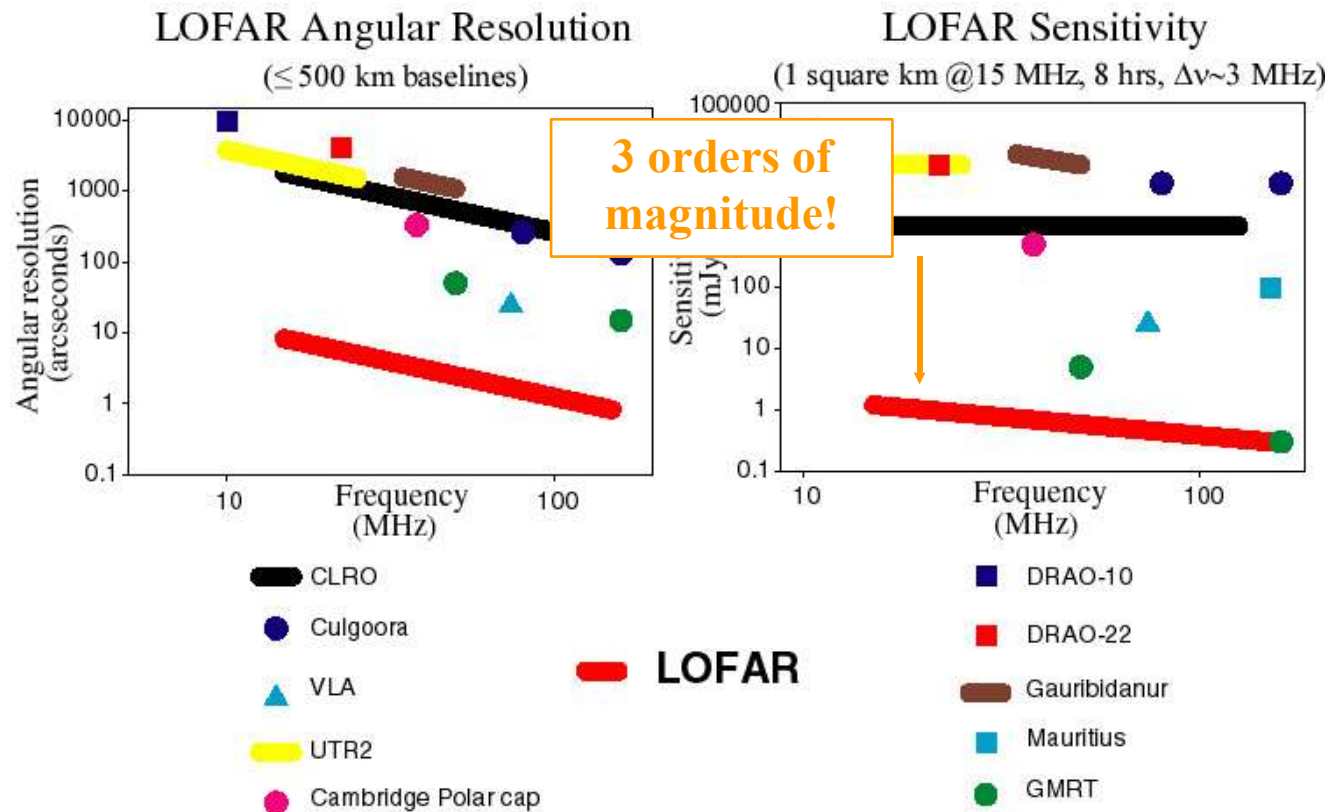 LOFAR Angular Resolution
(≤ 500 km baselines)
10000
1000
100
10
1
0.1
Angular resolution
(arcseconds)
10
Frequency
(MHz)
100
LOFAR Sensitivity
(1 square km @15 MHz, 8 hrs, Δν~3 MHz)
100000
3 orders of
magnitude!
100
10
1
0.1
10
Frequency
(MHz)
100
CLRO
Culgoora
VLA
UTR2
Cambridge Polar cap
LOFAR
DRAO-10
DRAO-22
Gauribidanur
Mauritius
GMRT